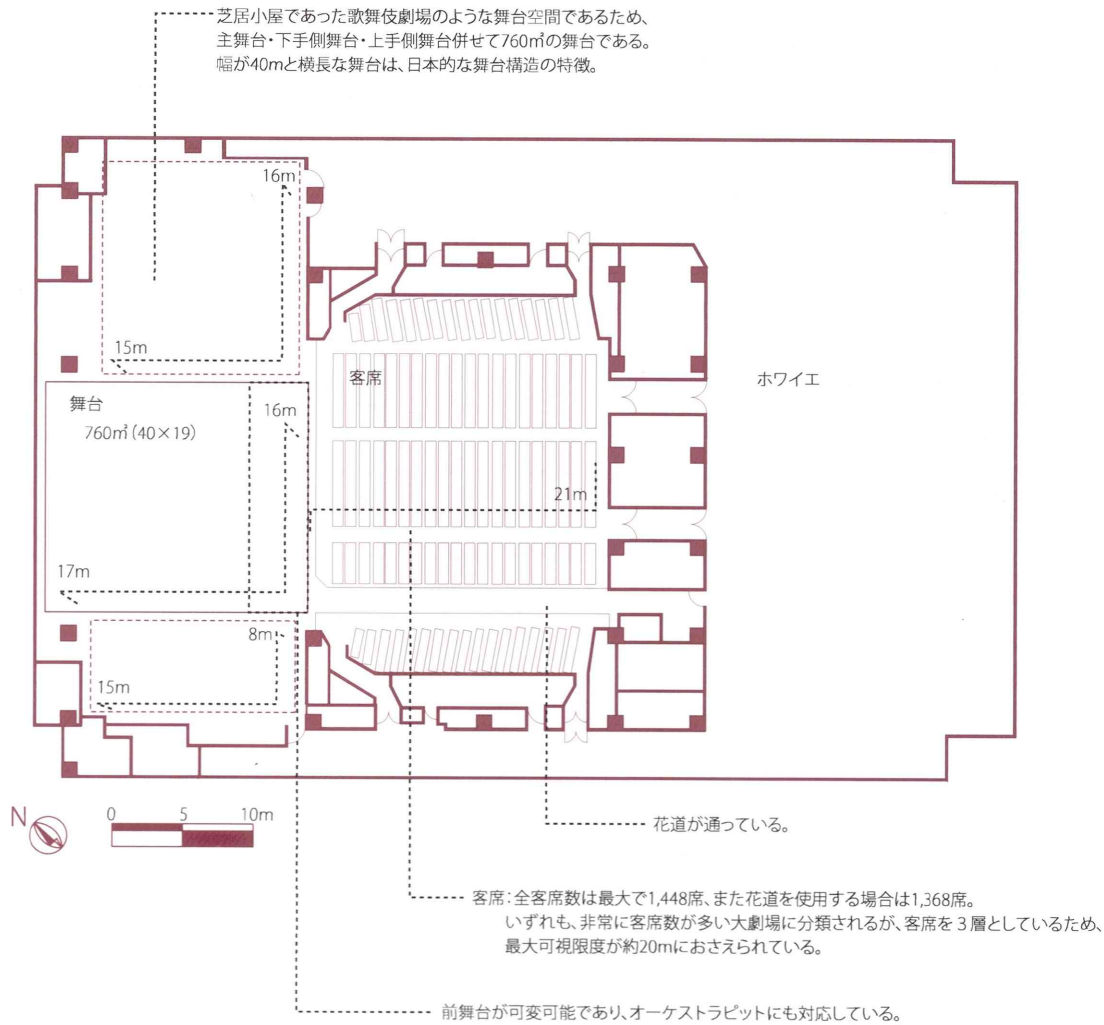 芝居小屋であった歌舞伎劇場のような舞台空間であるため、
主舞台・下手側舞台・上手側舞台併せて760㎡の舞台である。
幅が40mと横長な舞台は、日本的な舞台構造の特徴。
16m
15m
客席
ホワイエ
舞台
760㎡(40×19)
16m
21m
17m
8m
15m
N
0 5 10m
花道が通っている。
客席:全客席数は最大で1,448席、また花道を使用する場合は1,368席。
いずれも、非常に客席数が多い大劇場に分類されるが、客席を3層としているため、
最大可視限度が約20mにおさえられている。
前舞台が可変可能であり、オーケストラピットにも対応している。